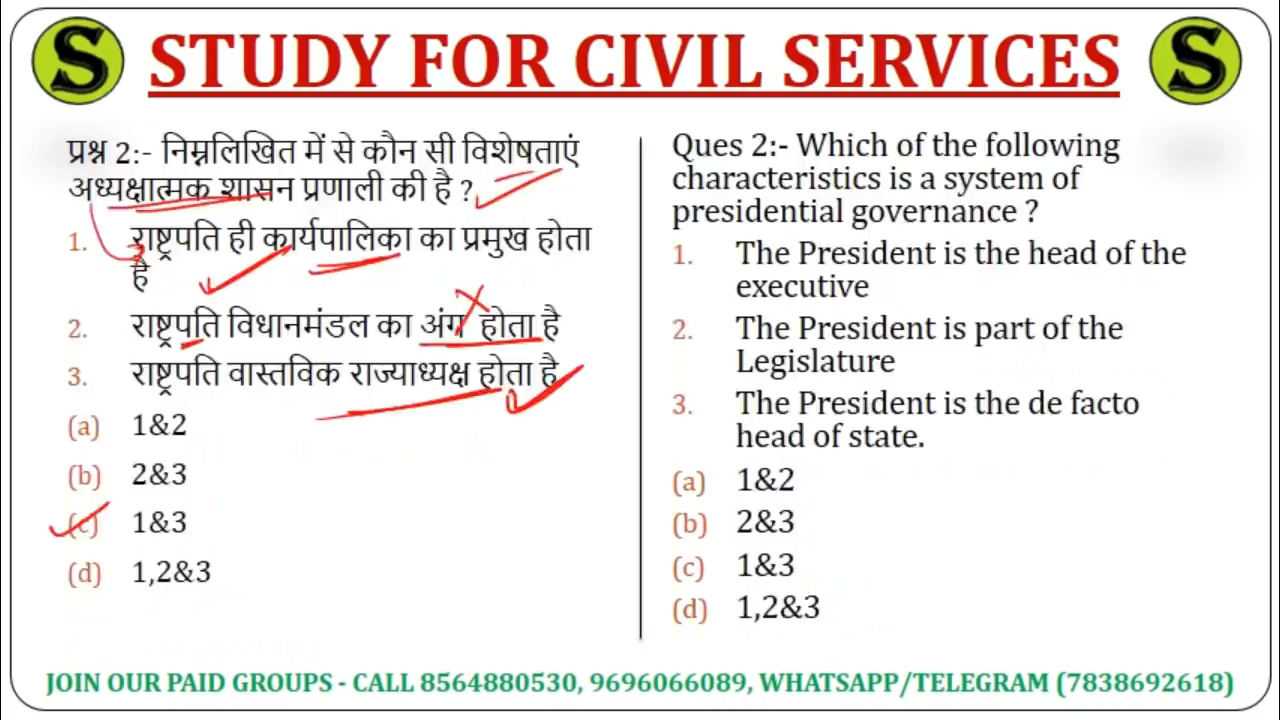 S STUDY FOR CIVIL SERVICES S
प्रश्न 2:- निम्नलिखित में से कौन सी विशेषताएं
अध्यक्षात्मक शासन प्रणाली की है ?
1. राष्ट्रपति ही कार्यपालिका का प्रमुख होता
है
2. राष्ट्रपति विधानमंडल का अंग होता है
3. राष्ट्रपति वास्तविक राज्याध्यक्ष होता है
(a) 1&2
(b) 2&3
(c) 1&3
(d) 1,2&3
Ques 2:- Which of the following
characteristics is a system of
presidential governance ?
1. The President is the head of the
executive
2. The President is part of the
Legislature
3. The President is the de facto
head of state.
(a) 1&2
(b) 2&3
(c) 1&3
(d) 1,2&3
JOIN OUR PAID GROUPS - CALL 8564880530, 9696066089, WHATSAPP/TELEGRAM (7838692618)